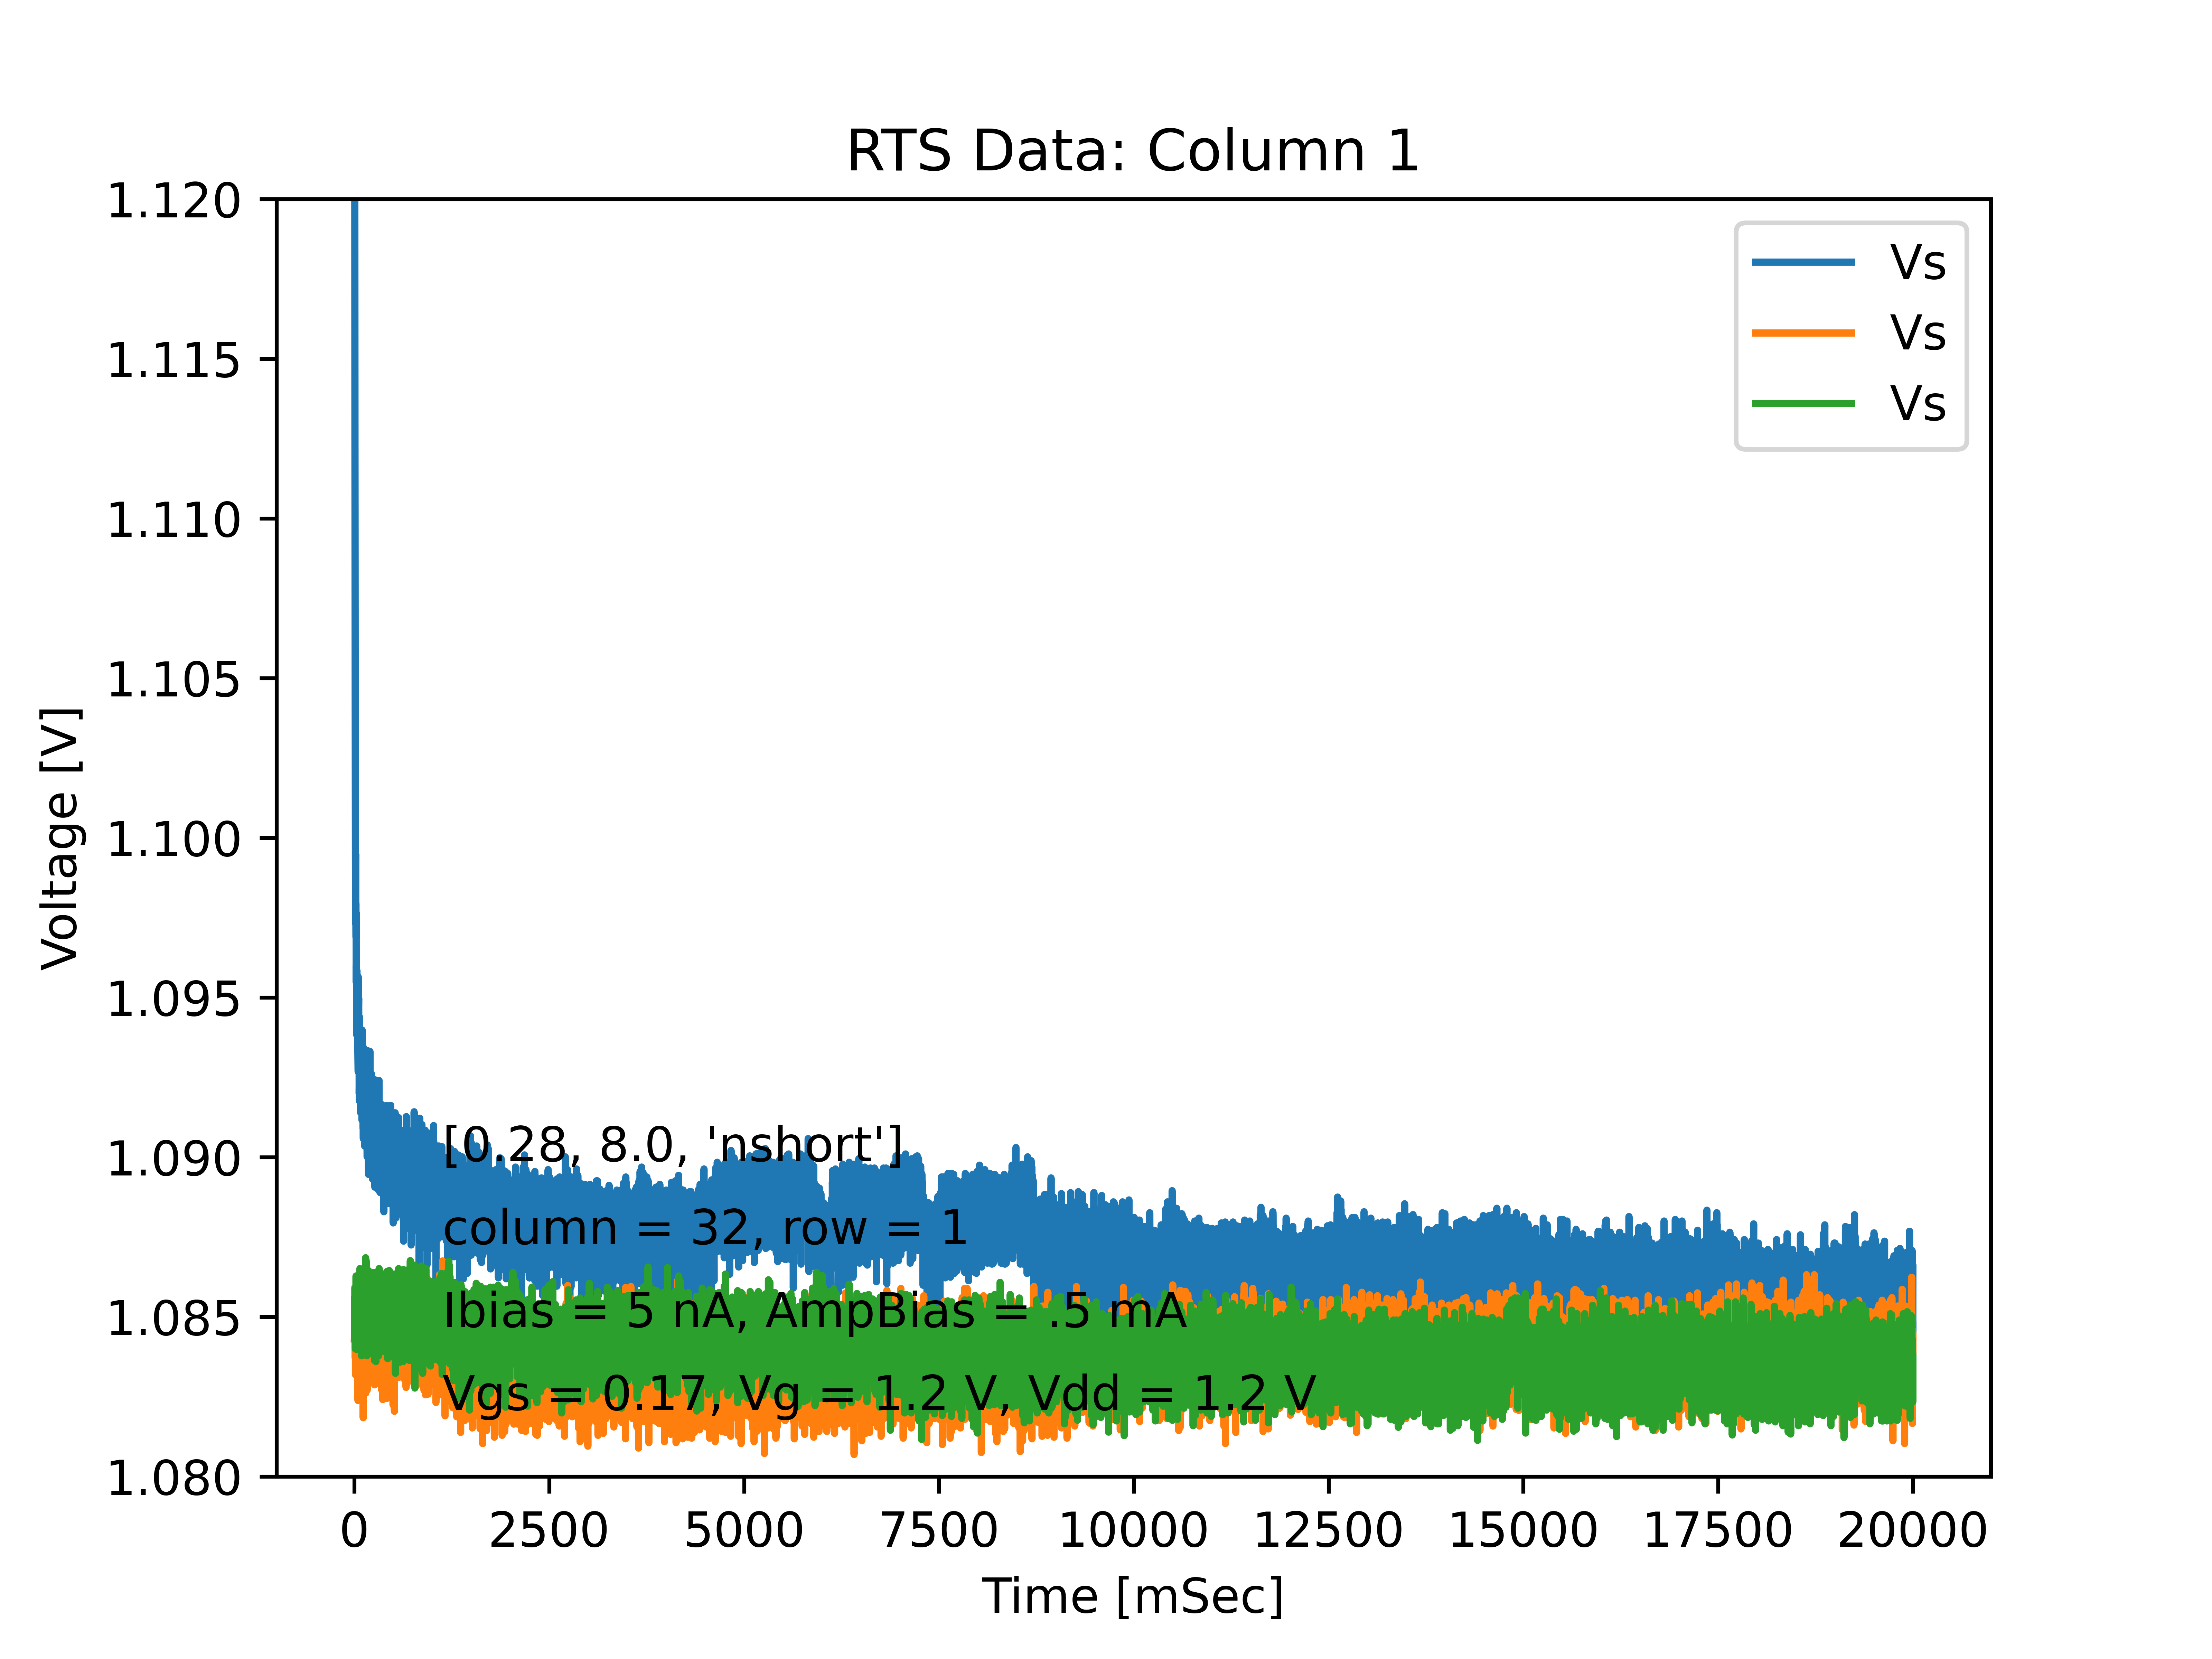 RTS Data: Column 1
1.120
1.115
1.110
1.105
1.100
1.095
1.090
1.085
1.080
Voltage [V]
Vs
Vs
Vs
[0.28, 8.0, 'nshort']
column = 32, row = 1
Ibias = 5 nA, AmpBias = .5 mA
Vgs = 0.17, Vg = 1.2 V, Vdd = 1.2 V
0 2500 5000 7500 10000 12500 15000 17500 20000
Time [mSec]